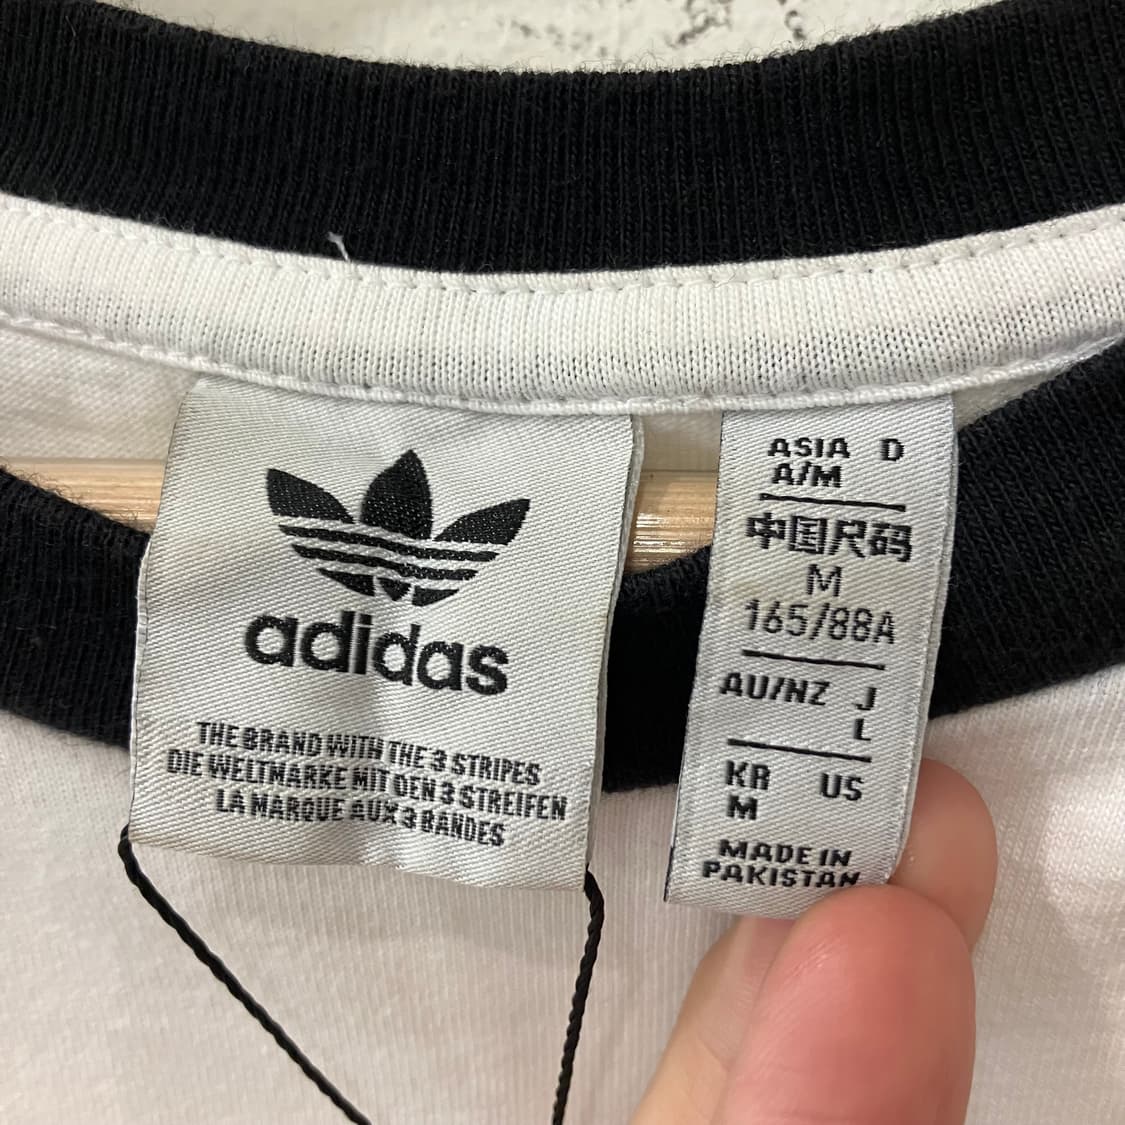 adidas
THE BRAND WITH THE 3 STRIPES
DIE WELTMARKE MIT DEN 3 STREIFEN
LA MARQUE AUX 3 BANDES
ASIA D
A/M
中国尺码
M
165/88A
AU/NZ J
L
KR US
M
MADE IN
PAKISTAN